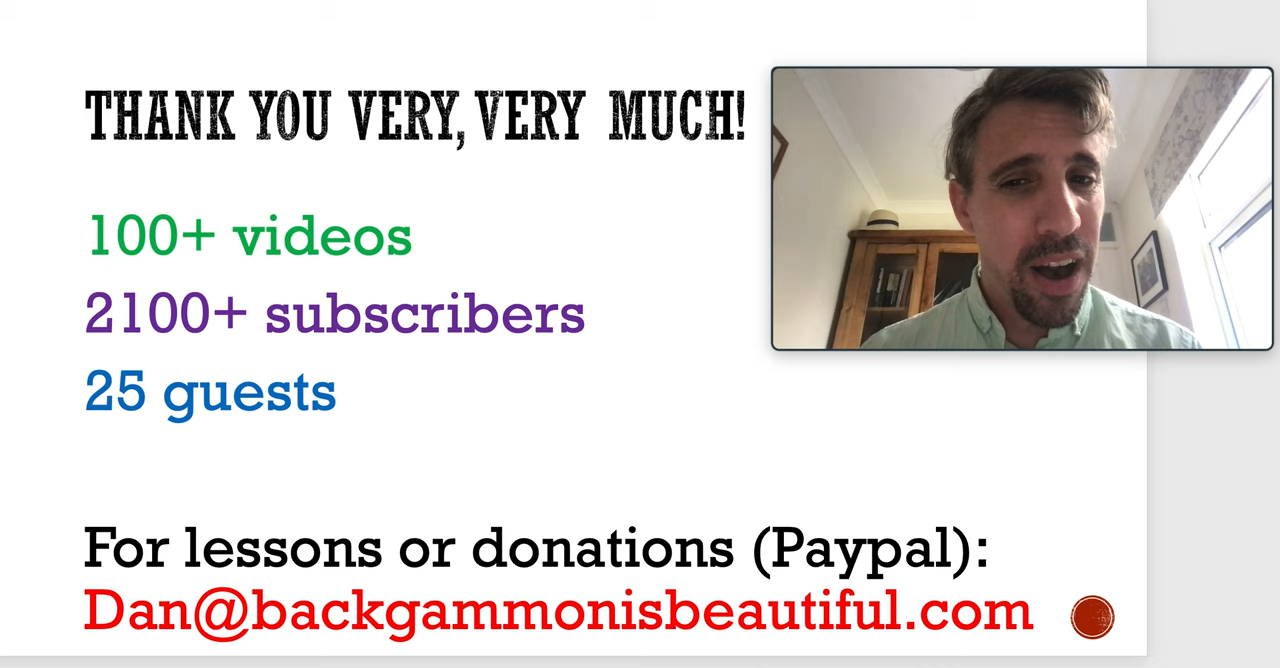 THANK YOU VERY, VERY MUCH!
100+ videos
2100+ subscribers
25 guests
For lessons or donations (Paypal):
Dan@backgammonisbeautiful.com